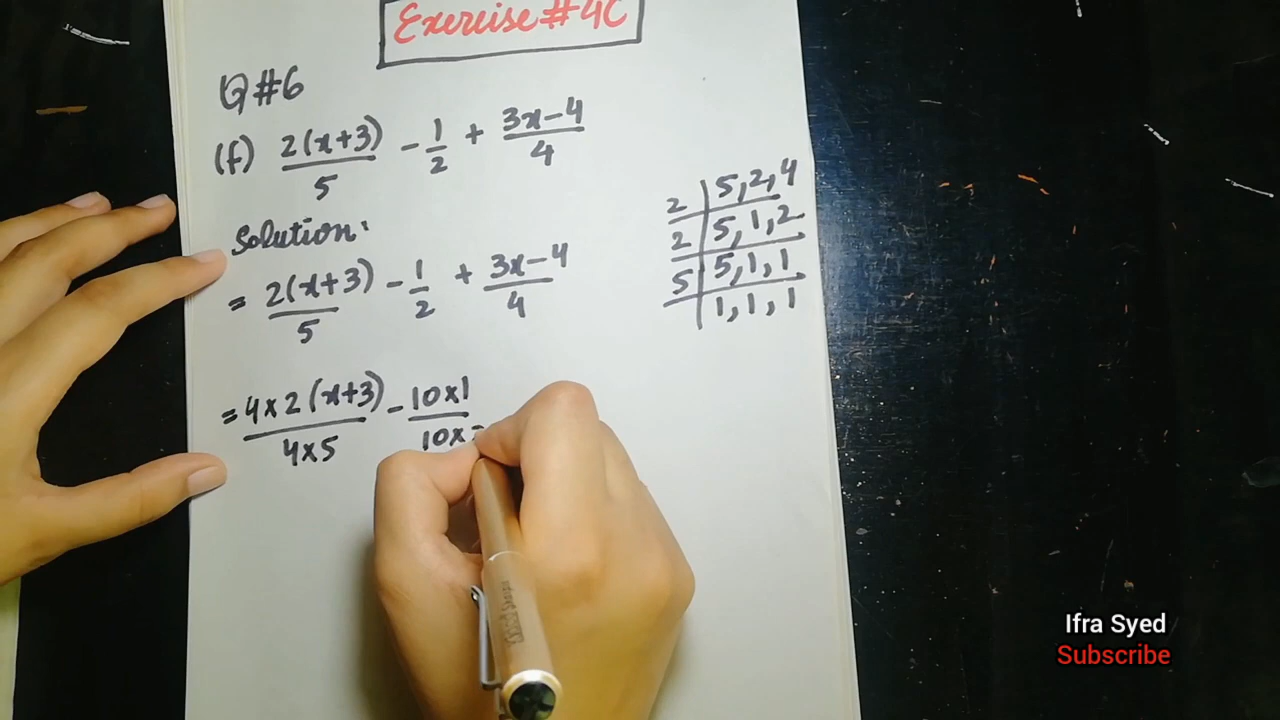 Exercise #4C
Q#6
(f) 2(x+3)/5 - 1/2 + 3x-4/4
Solution:
= 2(x+3)/5 - 1/2 + 3x-4/4
= 4×2(x+3)/4×5 - 10×1/10×2
2 | 5,2,4
2 | 5,1,2
5 | 5,1,1
1,1,1
Ifra Syed
Subscribe